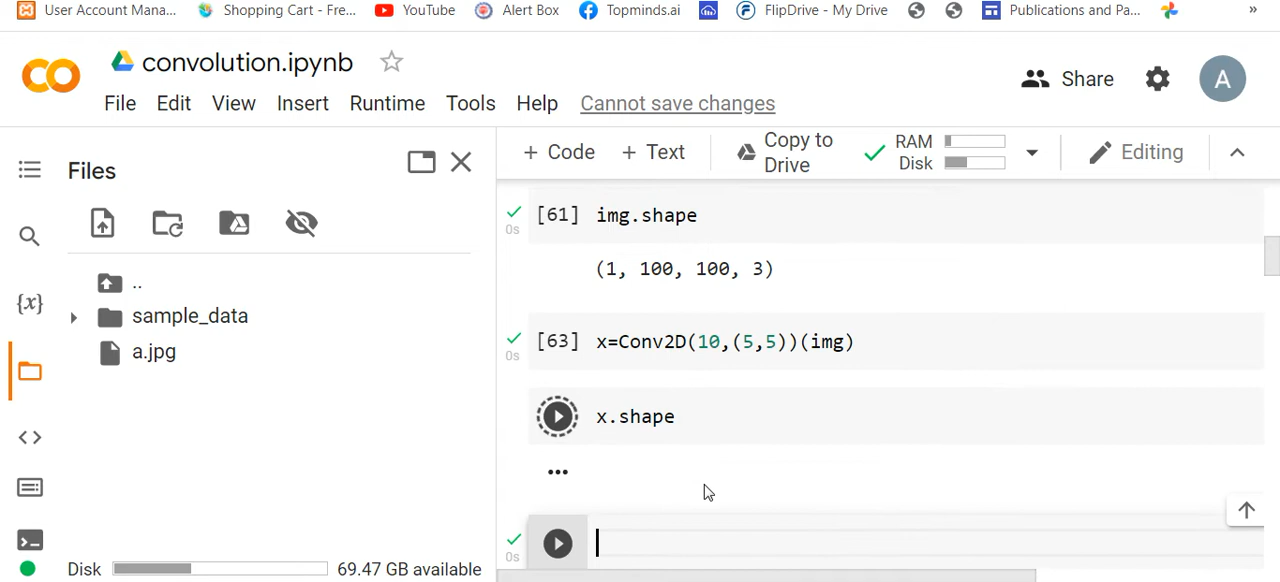 User Account Mana... Shopping Cart - Fre... YouTube Alert Box Topminds.ai FlipDrive - My Drive Publications and Pa... »
convolution.ipynb
File Edit View Insert Runtime Tools Help Cannot save changes
Share
A
Files
+ Code + Text
Copy to
Drive
RAM
Disk
Editing
..
sample_data
a.jpg
{x}
<>
Disk 69.47 GB available
[61] img.shape
0s
(1, 100, 100, 3)
[63] x=Conv2D(10,(5,5))(img)
0s
x.shape
...
0s